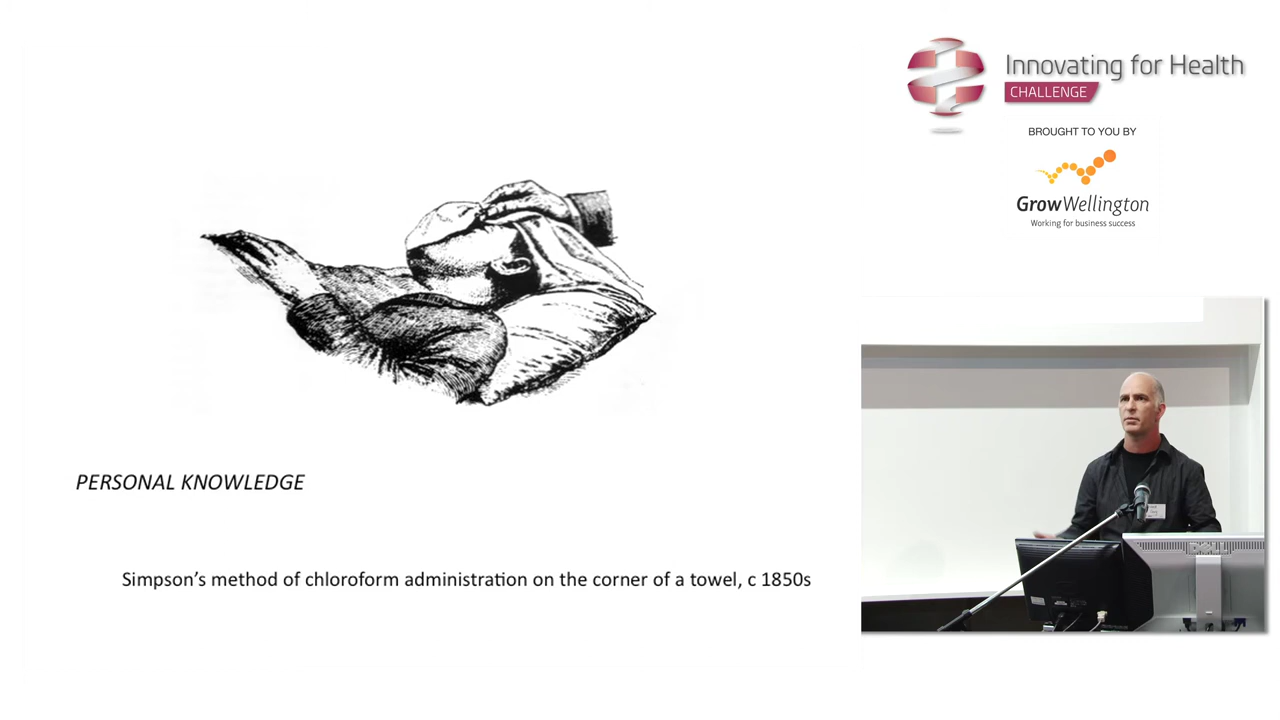 Innovating for Health
CHALLENGE
BROUGHT TO YOU BY
GrowWellington
Working for business success
PERSONAL KNOWLEDGE
Simpson's method of chloroform administration on the corner of a towel, c 1850s